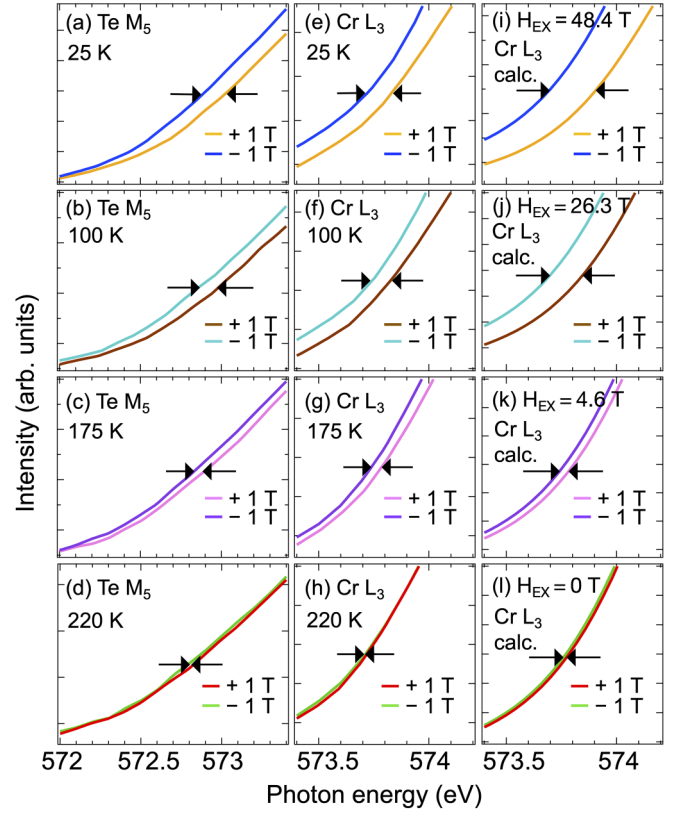 (a) Te M5
25 K
+ 1 T
− 1 T
(e) Cr L3
25 K
+ 1 T
− 1 T
(i) HEX = 48.4 T
Cr L3
calc.
+ 1 T
− 1 T
(b) Te M5
100 K
+ 1 T
− 1 T
(f) Cr L3
100 K
+ 1 T
− 1 T
(j) HEX = 26.3 T
Cr L3
calc.
+ 1 T
− 1 T
(c) Te M5
175 K
+ 1 T
− 1 T
(g) Cr L3
175 K
+ 1 T
− 1 T
(k) HEX = 4.6 T
Cr L3
calc.
+ 1 T
− 1 T
(d) Te M5
220 K
+ 1 T
− 1 T
(h) Cr L3
220 K
+ 1 T
− 1 T
(l) HEX = 0 T
Cr L3
calc.
+ 1 T
− 1 T
Intensity (arb. units)
572 572.5 573 573.5 574 573.5 574
Photon energy (eV)